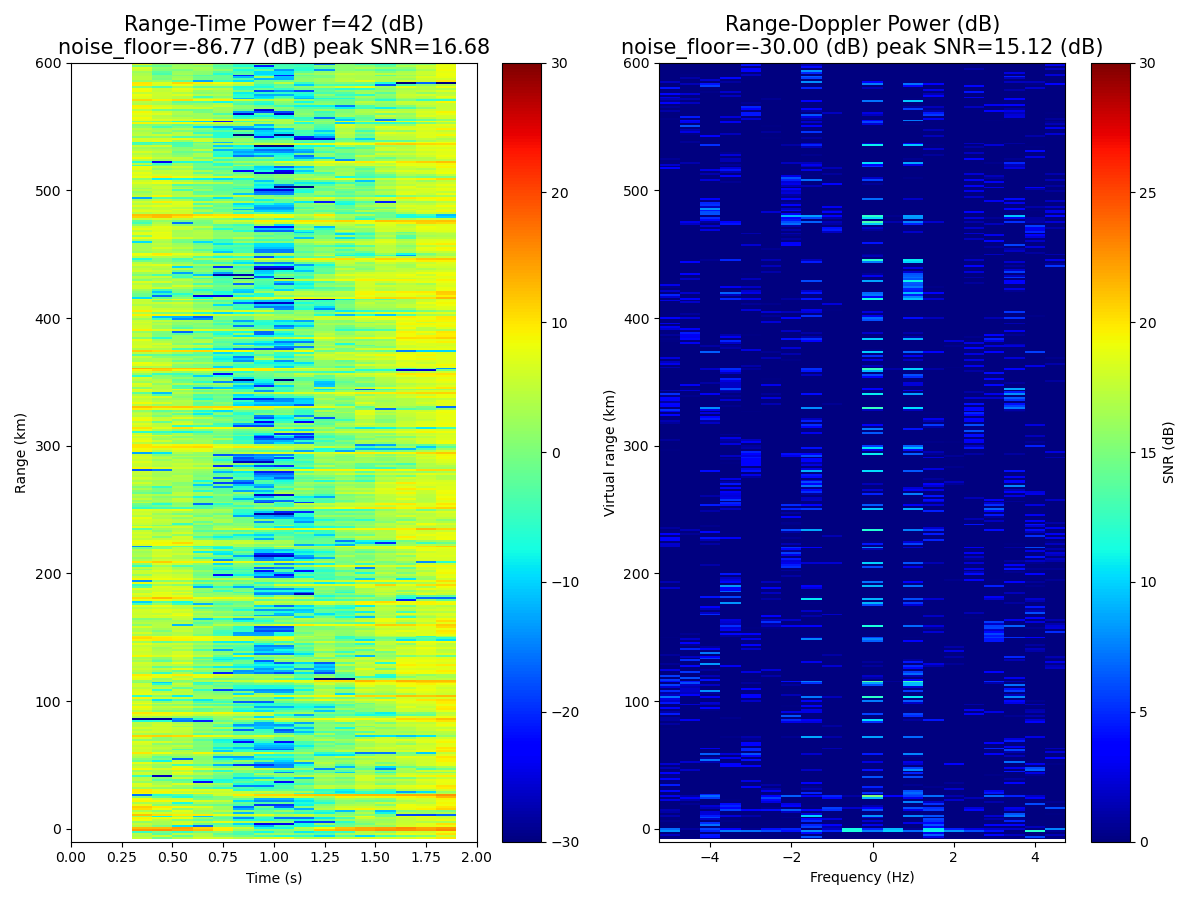 Range-Time Power f=42 (dB)
noise_floor=-86.77 (dB) peak SNR=16.68
600
500
400
300
200
100
0
Range (km)
0.00 0.25 0.50 0.75 1.00 1.25 1.50 1.75 2.00
Time (s)
30
20
10
0
−10
−20
−30
Range-Doppler Power (dB)
noise_floor=-30.00 (dB) peak SNR=15.12 (dB)
600
500
400
300
200
100
0
Virtual range (km)
−4 −2 0 2 4
Frequency (Hz)
30
25
20
15
10
5
0
SNR (dB)